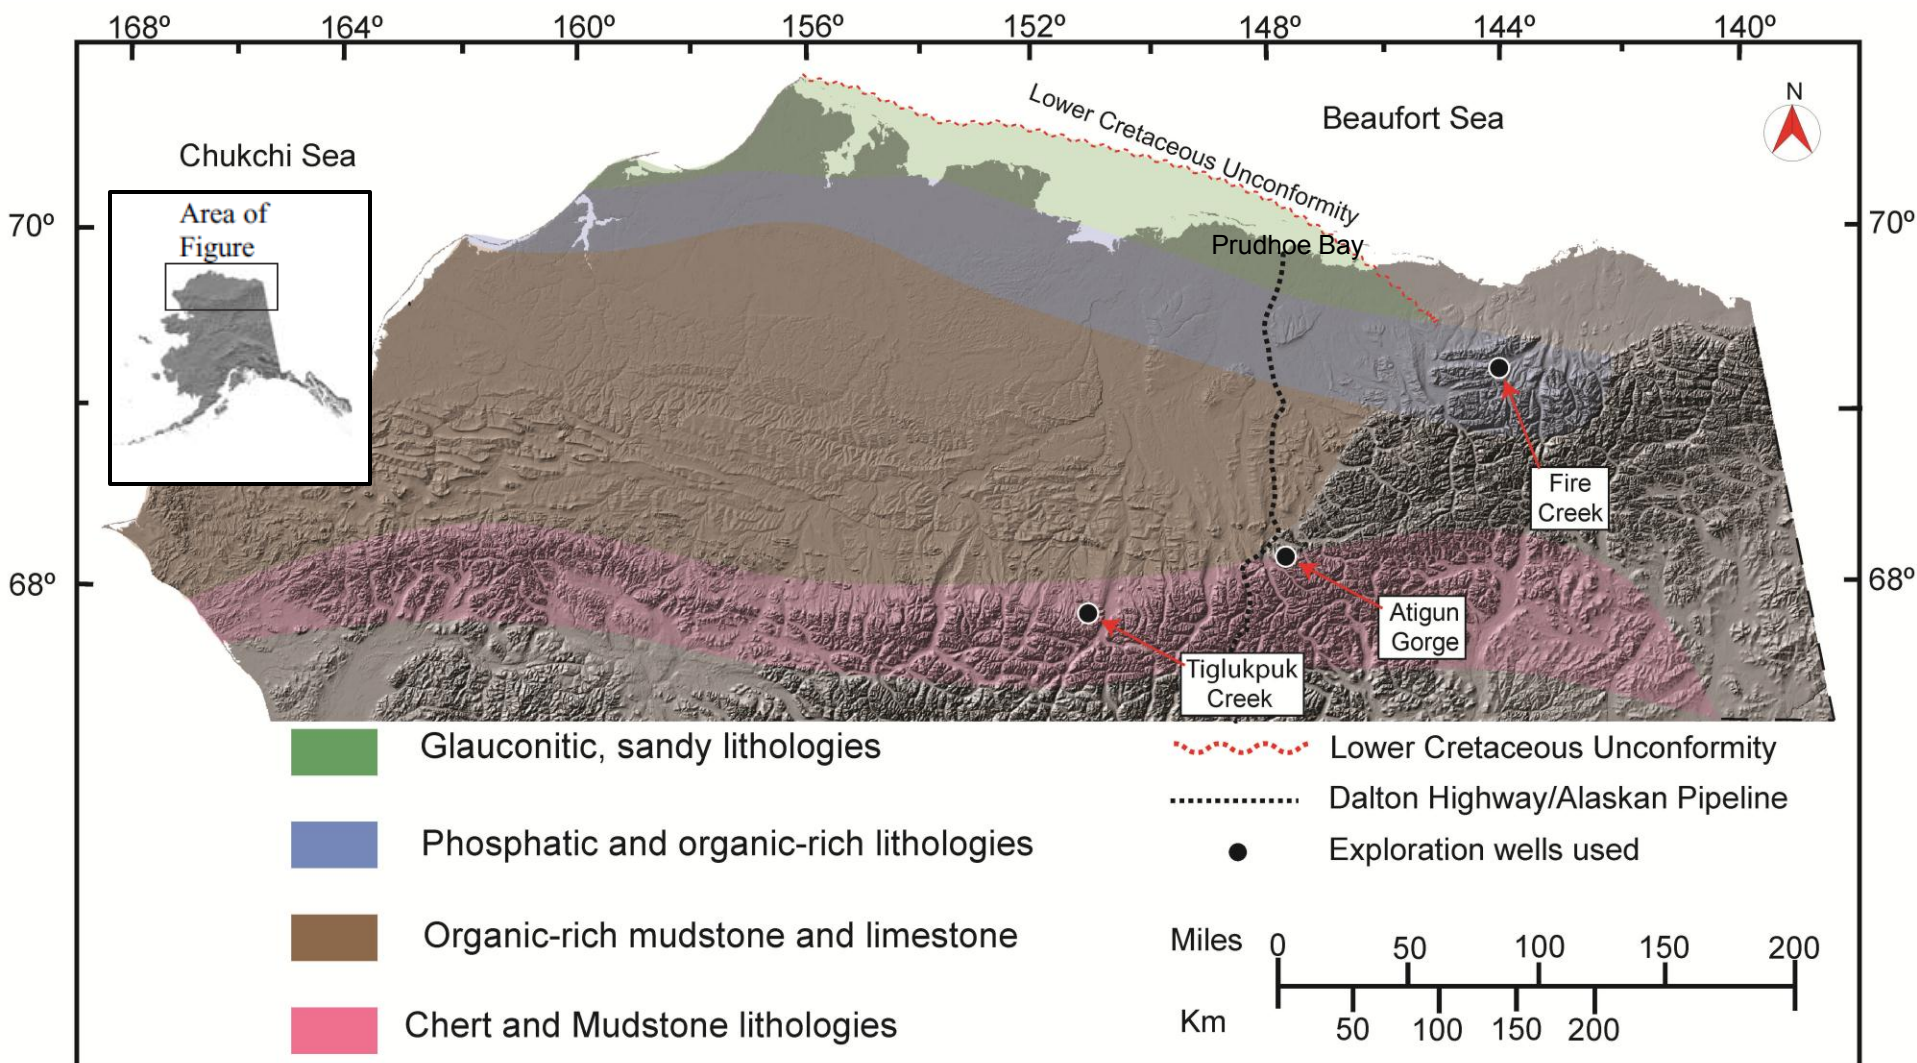 168º 164º 160º 156º 152º 148º 144º 140º
N
Lower Cretaceous Unconformity
Beaufort Sea
Chukchi Sea
Area of
Figure
70º
70º
Prudhoe Bay
Fire
Creek
68º
68º
Atigun
Gorge
Tiglukpuk
Creek
Glauconitic, sandy lithologies
Phosphatic and organic-rich lithologies
Organic-rich mudstone and limestone
Chert and Mudstone lithologies
Lower Cretaceous Unconformity
Dalton Highway/Alaskan Pipeline
Exploration wells used
Miles 0 50 100 150 200
Km 50 100 150 200